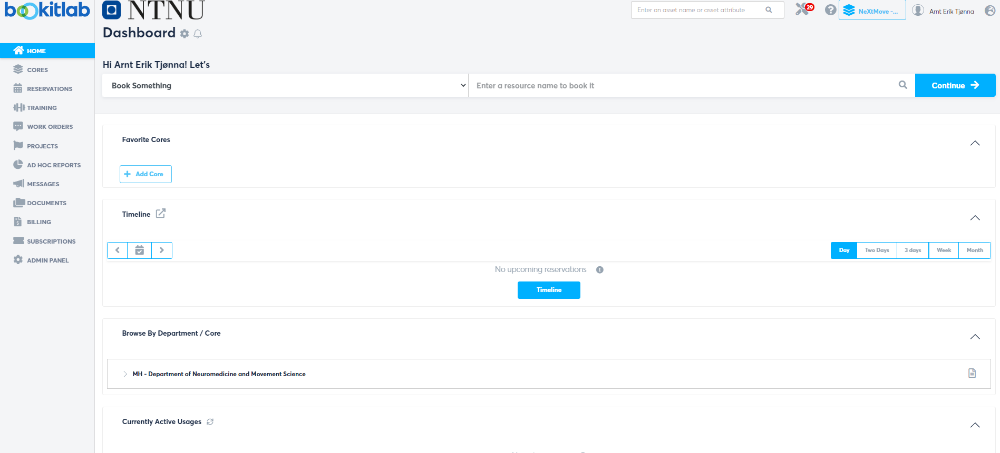 bookitlab
NTNU
Enter an asset name or asset attribute
29
?
NeXtMove -...
Arnt Erik Tjønna
Dashboard
HOME
CORES
RESERVATIONS
TRAINING
WORK ORDERS
PROJECTS
AD HOC REPORTS
MESSAGES
DOCUMENTS
BILLING
SUBSCRIPTIONS
ADMIN PANEL
Hi Arnt Erik Tjønna! Let's
Book Something
Enter a resource name to book it
Continue
Favorite Cores
Add Core
Timeline
Day
Two Days
3 days
Week
Month
No upcoming reservations
Timeline
Browse By Department / Core
MH - Department of Neuromedicine and Movement Science
Currently Active Usages